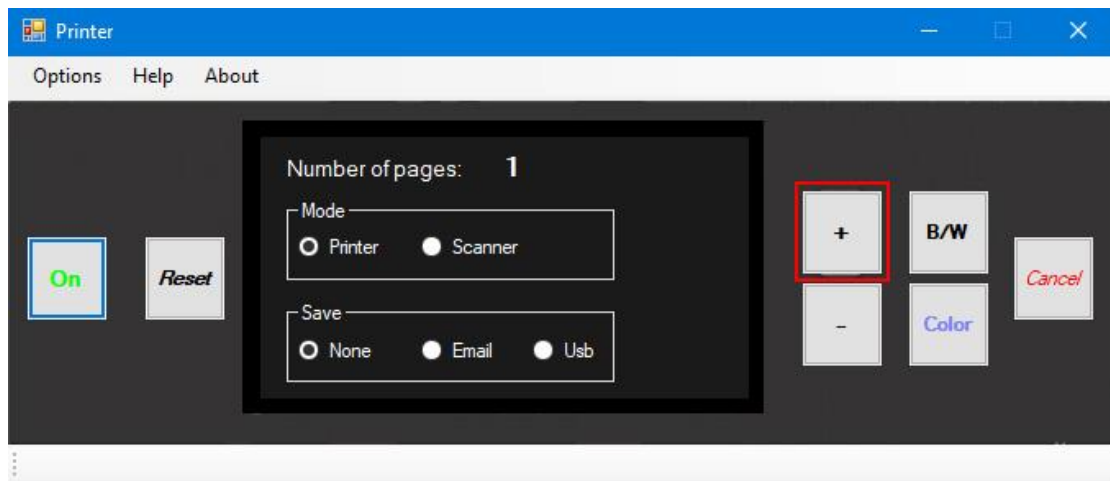 Printer
Options Help About
Number of pages: 1
Mode
Printer Scanner
Save
None Email Usb
On
Reset
+
-
B/W
Color
Cancel